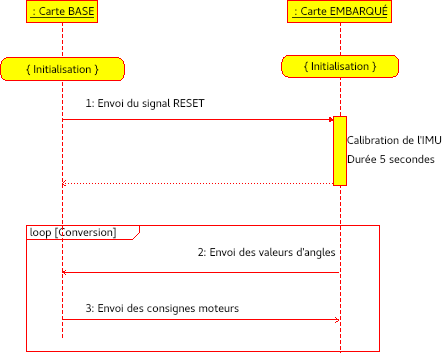 : Carte BASE
: Carte EMBARQUÉ
{ Initialisation }
{ Initialisation }
1: Envoi du signal RESET
Calibration de l'IMU
Durée 5 secondes
loop [Conversion]
2: Envoi des valeurs d'angles
3: Envoi des consignes moteurs